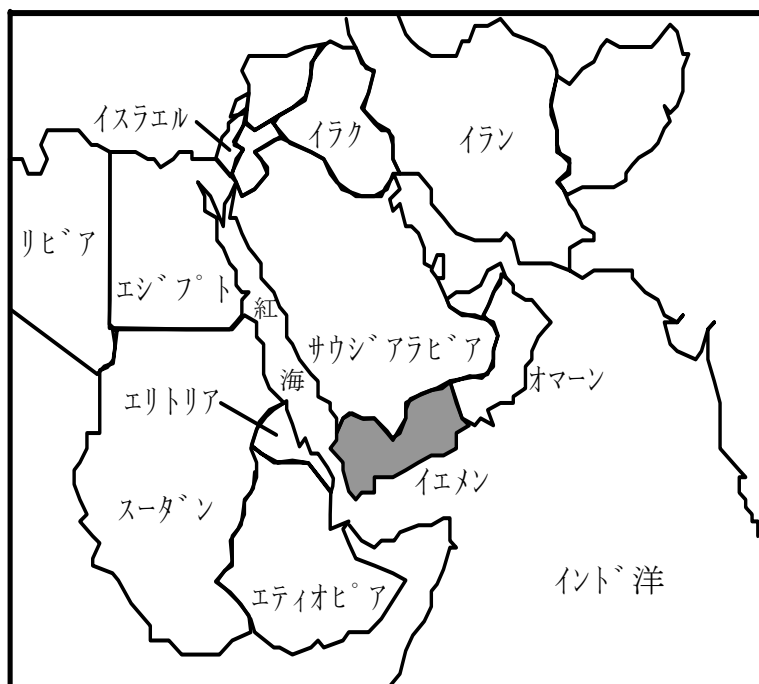 イスラエル
イラク
イラン
リビア
エジプト
紅
海
サウジアラビア
オマーン
エリトリア
イエメン
スーダン
エティオピア
インド洋